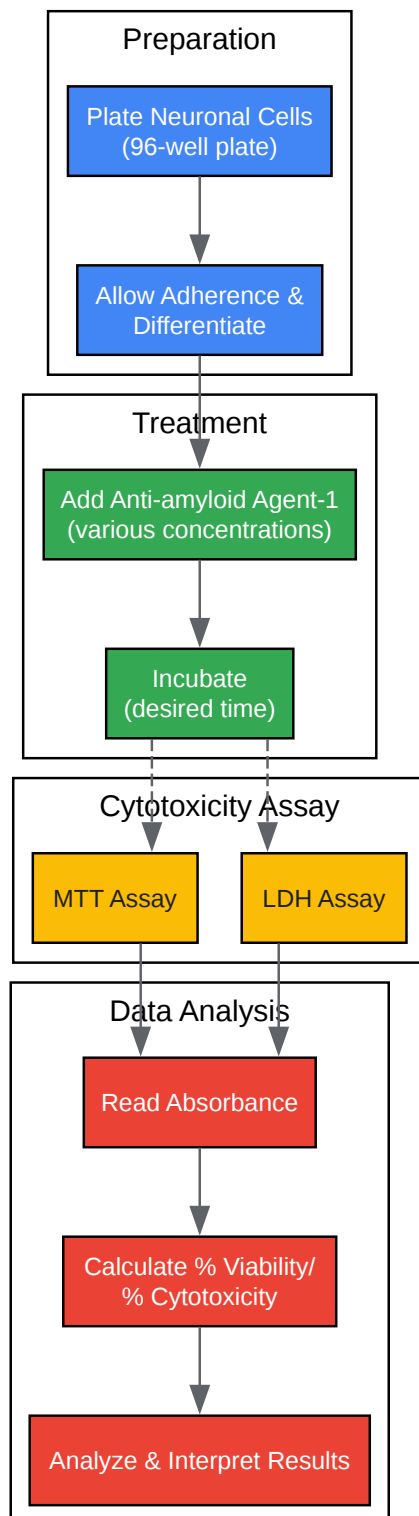 Preparation
Plate Neuronal Cells
(96-well plate)
Allow Adherence &
Differentiate
Treatment
Add Anti-amyloid Agent-1
(various concentrations)
Incubate
(desired time)
Cytotoxicity Assay
MTT Assay
LDH Assay
Data Analysis
Read Absorbance
Calculate % Viability/
% Cytotoxicity
Analyze & Interpret Results